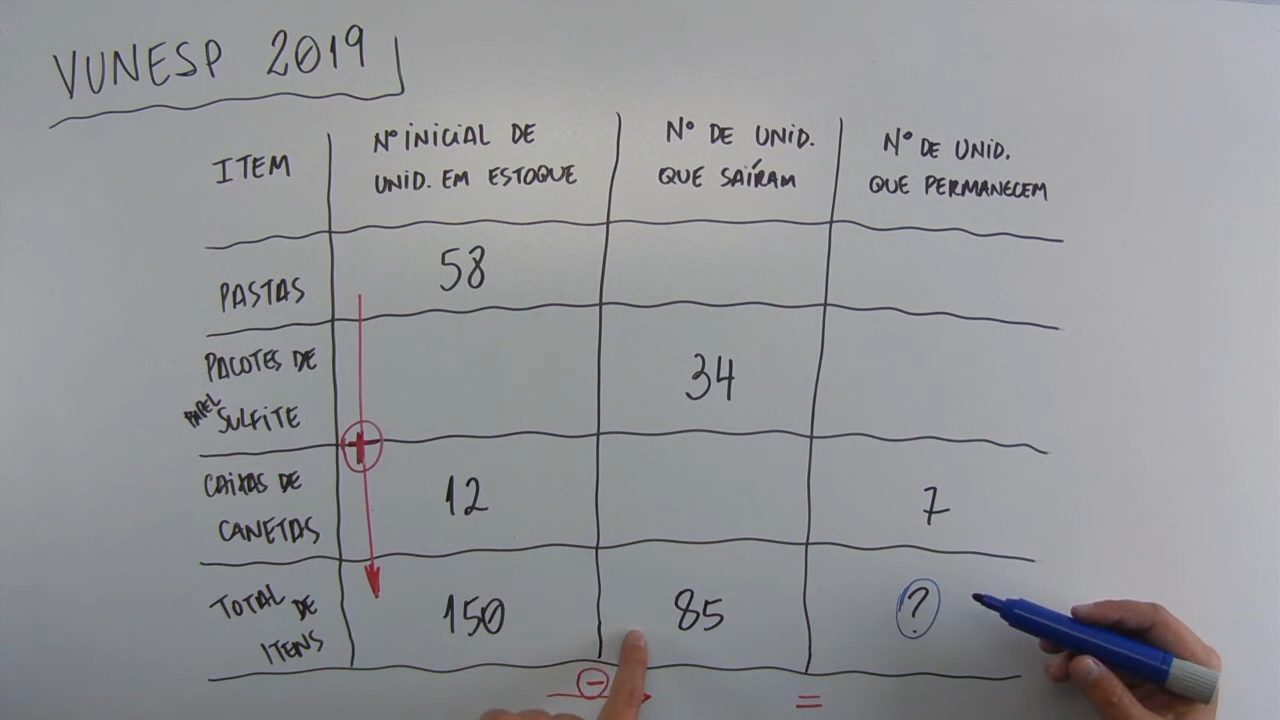 VUNESP 2019
ITEM
Nº INICIAL DE
UNID. EM ESTOQUE
Nº DE UNID.
QUE SAÍRAM
Nº DE UNID.
QUE PERMANECEM
PASTAS
58
PACOTES DE
PAPEL SULFITE
34
+
CAIXAS DE
CANETAS
12
7
TOTAL DE
ITENS
150
85
?
-
=